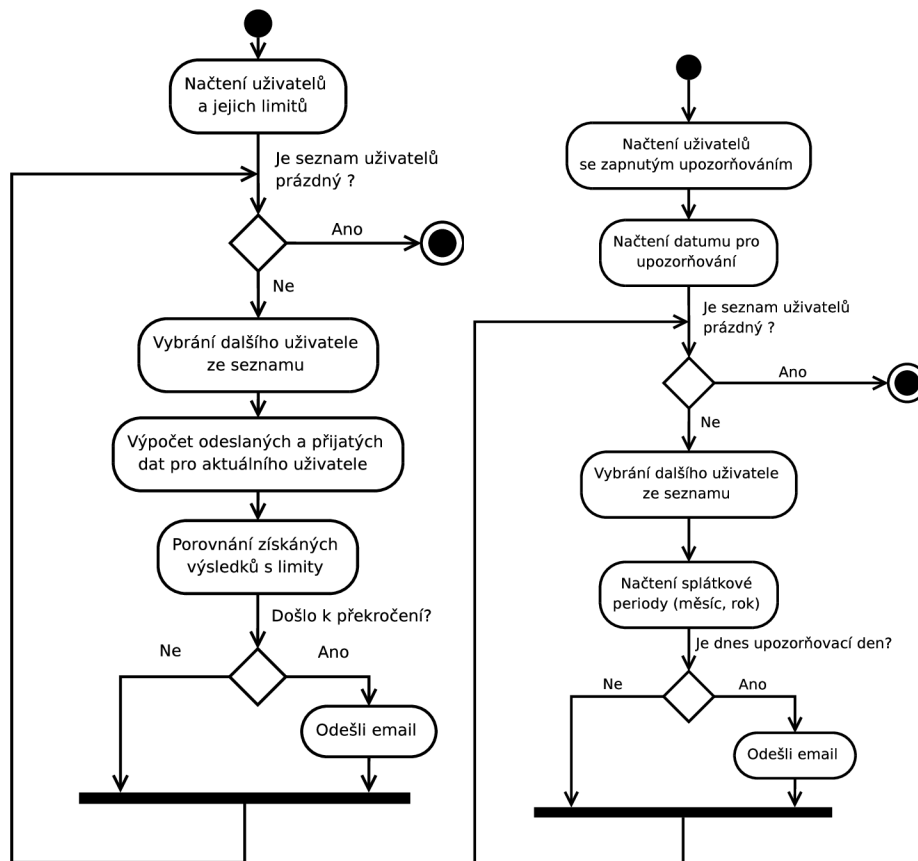 Načtení uživatelů
a jejich limitů
Je seznam uživatelů
prázdný ?
Ano
Ne
Vybrání dalšího uživatele
ze seznamu
Výpočet odeslaných a přijatých
dat pro aktuálního uživatele
Porovnání získáných
výsledků s limity
Došlo k překročení?
Ne
Ano
Odešli email
Načtení uživatelů
se zapnutým upozorňováním
Načtení datumu pro
upozorňování
Je seznam uživatelů
prázdný ?
Ano
Ne
Vybrání dalšího uživatele
ze seznamu
Načtení splátkové
periody (měsíc, rok)
Je dnes upozorňovací den?
Ne
Ano
Odešli email